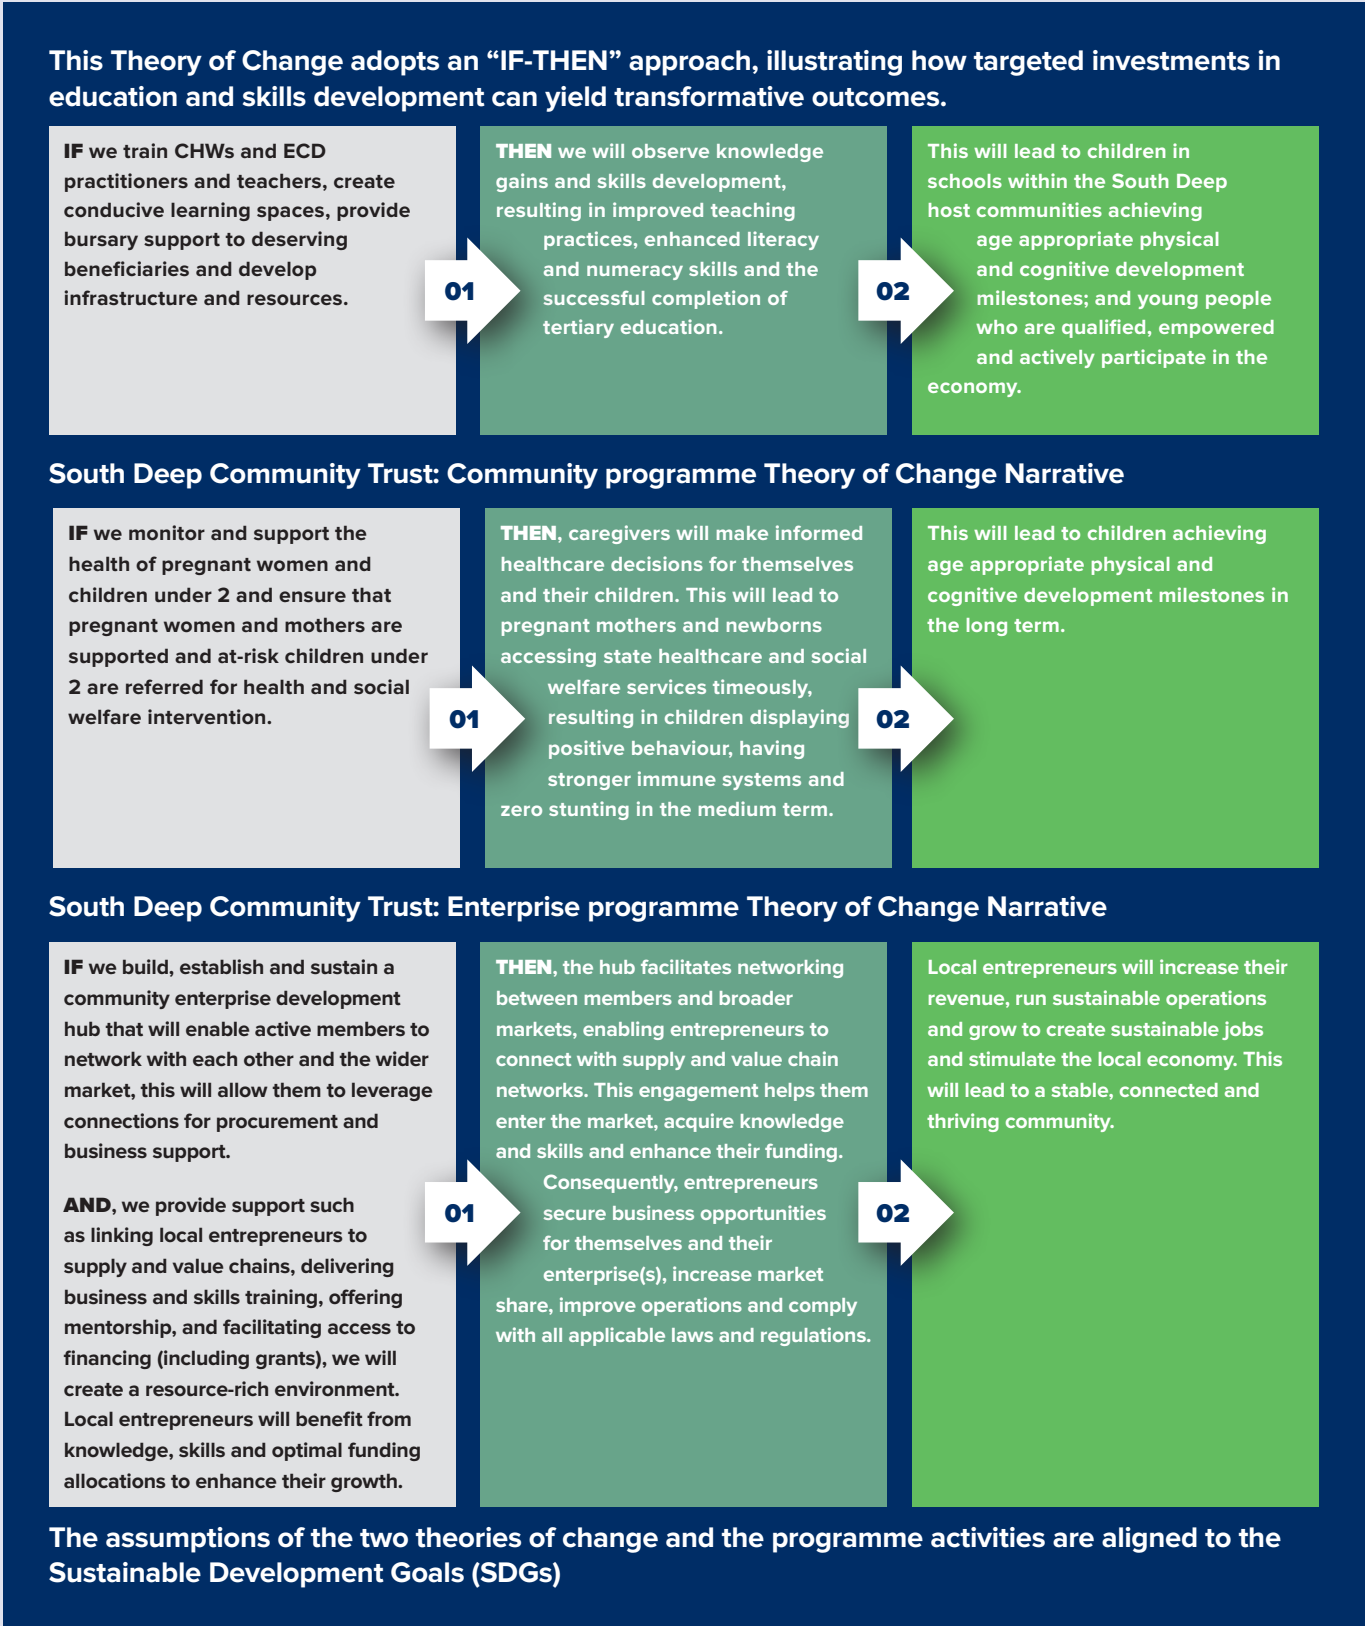 This Theory of Change adopts an “IF-THEN” approach, illustrating how targeted investments in
education and skills development can yield transformative outcomes.
IF we train CHWs and ECD
practitioners and teachers, create
conducive learning spaces, provide
bursary support to deserving
beneficiaries and develop
infrastructure and resources.
01
THEN we will observe knowledge
gains and skills development,
resulting in improved teaching
practices, enhanced literacy
and numeracy skills and the
successful completion of
tertiary education.
02
This will lead to children in
schools within the South Deep
host communities achieving
age appropriate physical
and cognitive development
milestones; and young people
who are qualified, empowered
and actively participate in the
economy.
South Deep Community Trust: Community programme Theory of Change Narrative
IF we monitor and support the
health of pregnant women and
children under 2 and ensure that
pregnant women and mothers are
supported and at-risk children under
2 are referred for health and social
welfare intervention.
01
THEN, caregivers will make informed
healthcare decisions for themselves
and their children. This will lead to
pregnant mothers and newborns
accessing state healthcare and social
welfare services timeously,
resulting in children displaying
positive behaviour, having
stronger immune systems and
zero stunting in the medium term.
02
This will lead to children achieving
age appropriate physical and
cognitive development milestones in
the long term.
South Deep Community Trust: Enterprise programme Theory of Change Narrative
IF we build, establish and sustain a
community enterprise development
hub that will enable active members to
network with each other and the wider
market, this will allow them to leverage
connections for procurement and
business support.
AND, we provide support such
as linking local entrepreneurs to
supply and value chains, delivering
business and skills training, offering
mentorship, and facilitating access to
financing (including grants), we will
create a resource-rich environment.
Local entrepreneurs will benefit from
knowledge, skills and optimal funding
allocations to enhance their growth.
01
THEN, the hub facilitates networking
between members and broader
markets, enabling entrepreneurs to
connect with supply and value chain
networks. This engagement helps them
enter the market, acquire knowledge
and skills and enhance their funding.
Consequently, entrepreneurs
secure business opportunities
for themselves and their
enterprise(s), increase market
share, improve operations and comply
with all applicable laws and regulations.
02
Local entrepreneurs will increase their
revenue, run sustainable operations
and grow to create sustainable jobs
and stimulate the local economy. This
will lead to a stable, connected and
thriving community.
The assumptions of the two theories of change and the programme activities are aligned to the
Sustainable Development Goals (SDGs)